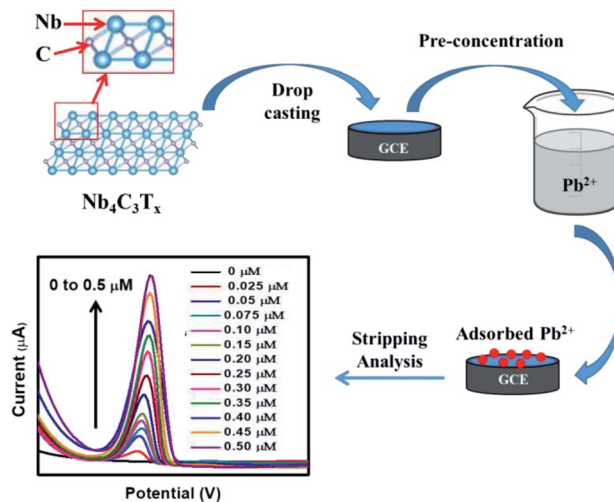 Nb
C
Pre-concentration
Drop
casting
GCE
Pb²⁺
Nb₄C₃Tₓ
0 to 0.5 µM
0 µM
0.025 µM
0.05 µM
0.075 µM
0.10 µM
0.15 µM
0.20 µM
0.25 µM
0.30 µM
0.35 µM
0.40 µM
0.45 µM
0.50 µM
Current (µA)
Potential (V)
Stripping
Analysis
Adsorbed Pb²⁺
GCE